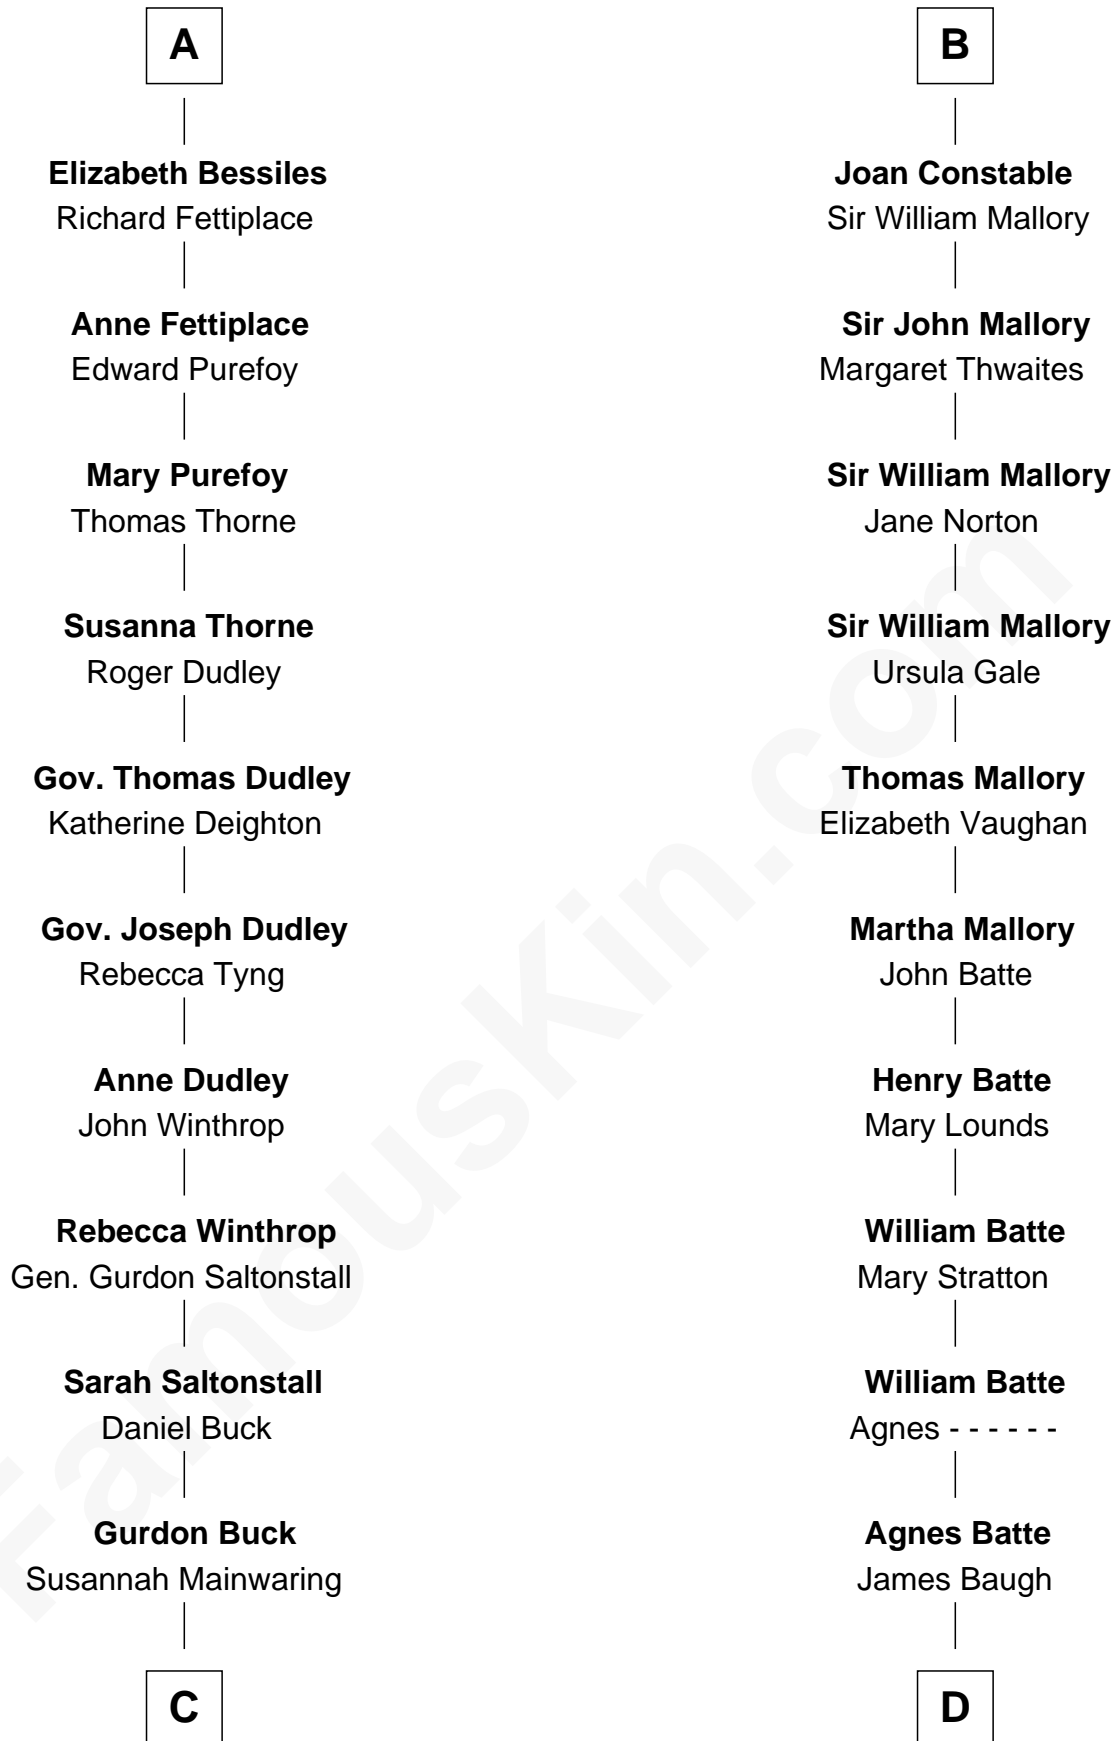 A
Elizabeth Bessiles
Richard Fettiplace
Anne Fettiplace
Edward Purefoy
Mary Purefoy
Thomas Thorne
Susanna Thorne
Roger Dudley
Gov. Thomas Dudley
Katherine Deighton
Gov. Joseph Dudley
Rebecca Tyng
Anne Dudley
John Winthrop
Rebecca Winthrop
Gen. Gurdon Saltonstall
Sarah Saltonstall
Daniel Buck
Gurdon Buck
Susannah Mainwaring
C
B
Joan Constable
Sir William Mallory
Sir John Mallory
Margaret Thwaites
Sir William Mallory
Jane Norton
Sir William Mallory
Ursula Gale
Thomas Mallory
Elizabeth Vaughan
Martha Mallory
John Batte
Henry Batte
Mary Lounds
William Batte
Mary Stratton
William Batte
Agnes - - - - - -
Agnes Batte
James Baugh
D
FamousKin.com